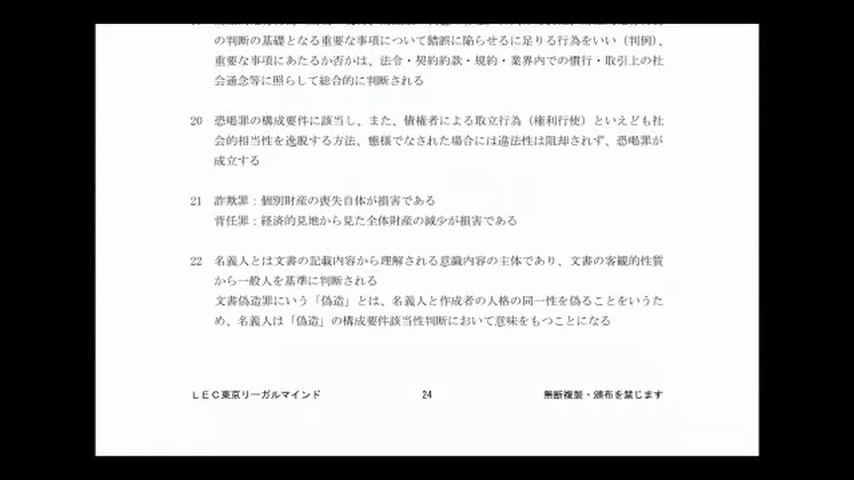 の判断の基礎となる重要な事項について錯誤に陥らせるに足りる行為をいい（判例）、
重要な事項にあたるか否かは、法令・契約約款・規約・業界内での慣行・取引上の社
会通念等に照らして総合的に判断される
20 恐喝罪の構成要件に該当し、また、債権者による取立行為（権利行使）といえども社
会的相当性を逸脱する方法、態様でなされた場合には違法性は阻却されず、恐喝罪が
成立する
21 詐欺罪：個別財産の喪失自体が損害である
背任罪：経済的見地から見た全体財産の減少が損害である
22 名義人とは文書の記載内容から理解される意識内容の主体であり、文書の客観的性質
から一般人を基準に判断される
文書偽造罪にいう「偽造」とは、名義人と作成者の人格の同一性を偽ることをいうた
め、名義人は「偽造」の構成要件該当性判断において意味をもつことになる
ＬＥＣ東京リーガルマインド 24 無断複製・頒布を禁じます